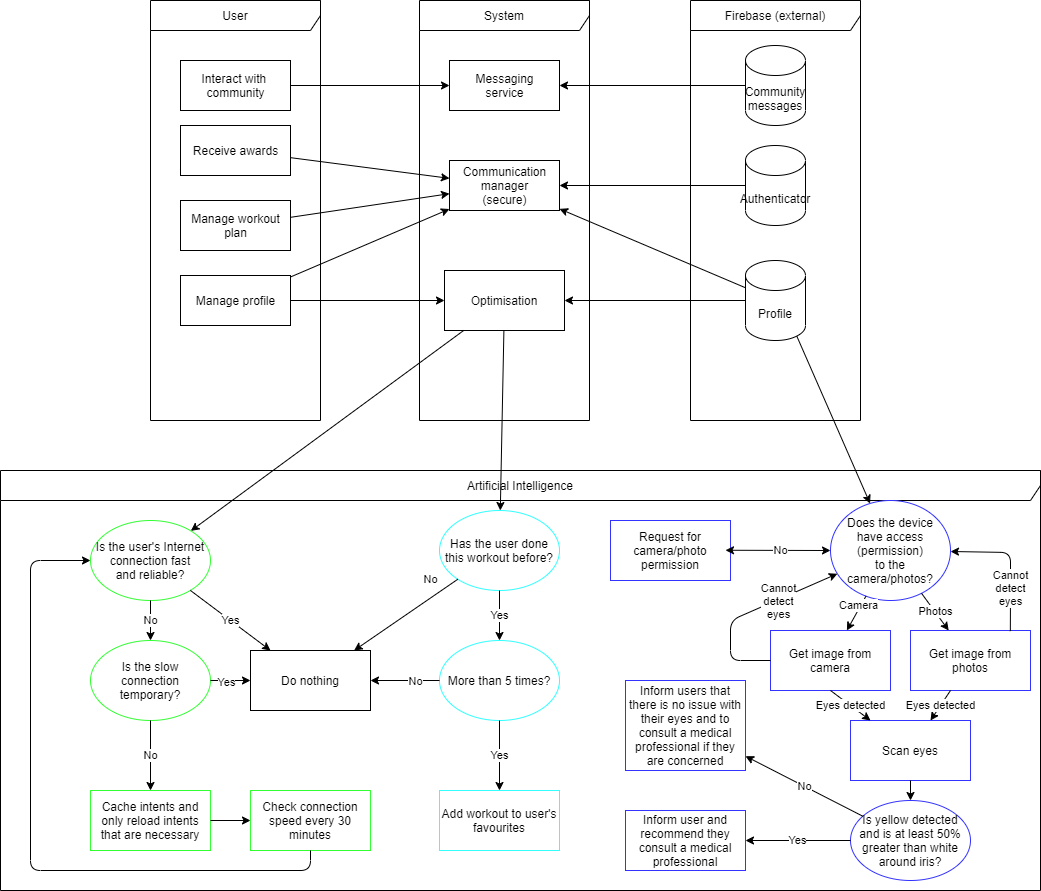 User
System
Firebase (external)
Interact with
community
Messaging
service
Community
messages
Receive awards
Communication
manager
(secure)
Authenticator
Manage workout
plan
Manage profile
Optimisation
Profile
Artificial Intelligence
Is the user's Internet
connection fast
and reliable?
Has the user done
this workout before?
Request for
camera/photo
permission
No
Does the device
have access
(permission)
to the
camera/photos?
No
Yes
No
Yes
Cannot
detect
eyes
Camera
Photos
Cannot
detect
eyes
Is the slow
connection
temporary?
Yes
Do nothing
No
More than 5 times?
Get image from
camera
Get image from
photos
Inform users that
there is no issue with
their eyes and to
consult a medical
professional if they
are concerned
Eyes detected
Eyes detected
Scan eyes
No
Yes
No
Cache intents and
only reload intents
that are necessary
Check connection
speed every 30
minutes
Add workout to user's
favourites
Inform user and
recommend they
consult a medical
professional
Yes
Is yellow detected
and is at least 50%
greater than white
around iris?